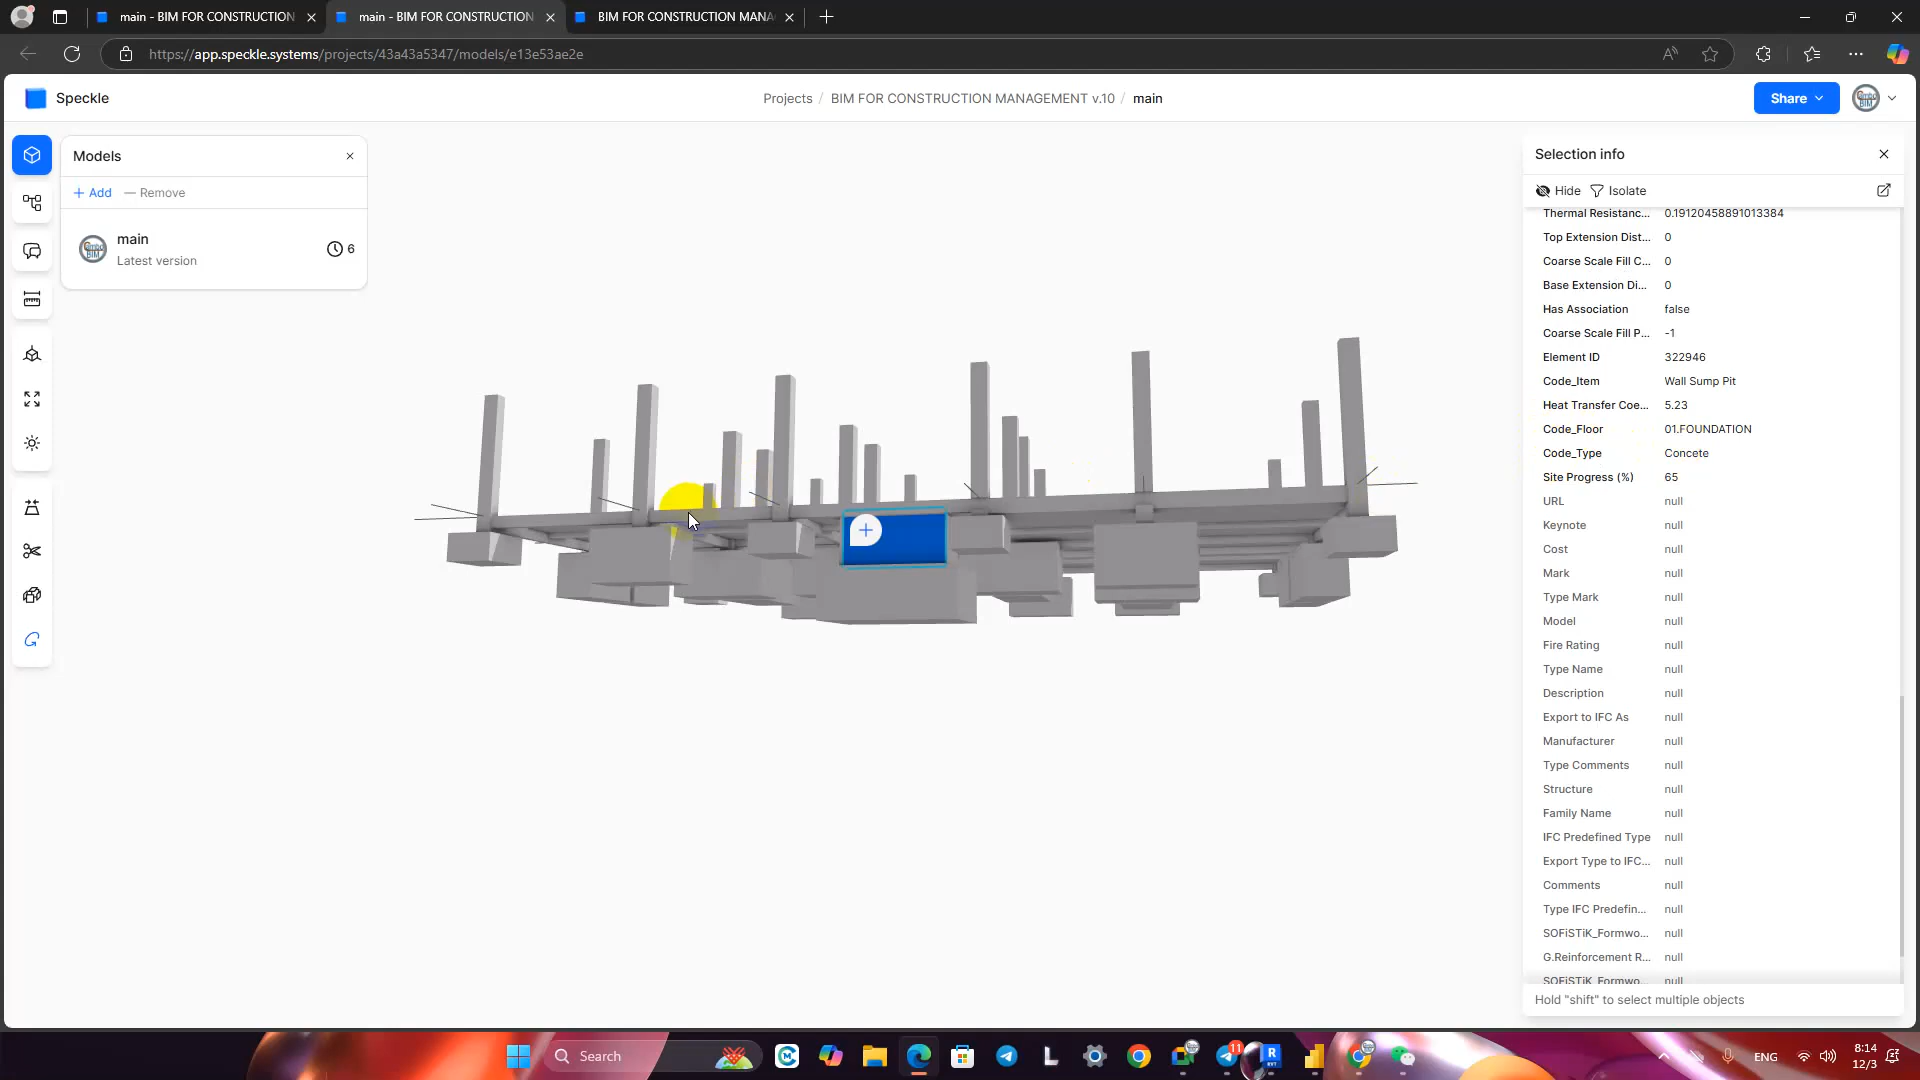 main - BIM FOR CONSTRUCTION
main - BIM FOR CONSTRUCTION
BIM FOR CONSTRUCTION MANA
https://app.speckle.systems/projects/43a43a5347/models/e13e53ae2e
Speckle
Projects / BIM FOR CONSTRUCTION MANAGEMENT v.10 / main
Share
Models
+ Add
— Remove
main
Latest version
6
Selection info
Hide
Isolate
Thermal Resistanc... 0.19120458891013384
Top Extension Dist... 0
Coarse Scale Fill C... 0
Base Extension Di... 0
Has Association false
Coarse Scale Fill P... -1
Element ID 322946
Code_Item Wall Sump Pit
Heat Transfer Coe... 5.23
Code_Floor 01.FOUNDATION
Code_Type Concete
Site Progress (%) 65
URL null
Keynote null
Cost null
Mark null
Type Mark null
Model null
Fire Rating null
Type Name null
Description null
Export to IFC As null
Manufacturer null
Type Comments null
Structure null
Family Name null
IFC Predefined Type null
Export Type to IFC... null
Comments null
Type IFC Predefin... null
SOFiSTiK_Formwo... null
G.Reinforcement R... null
SOFiSTiK_Formwo... null
Hold "shift" to select multiple objects
Search
11
ENG
8:14
12/3